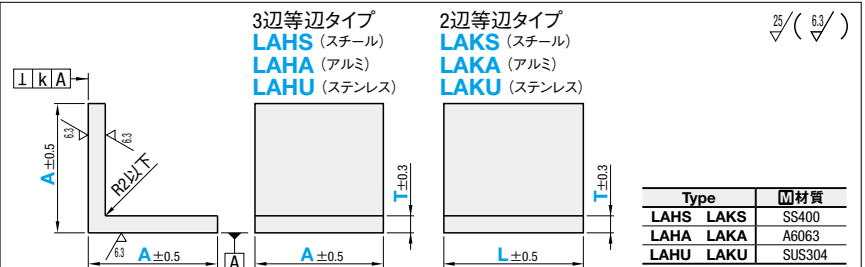 3辺等辺タイプ
LAHS（スチール）
LAHA（アルミ）
LAHU（ステンレス）
2辺等辺タイプ
LAKS（スチール）
LAKA（アルミ）
LAKU（ステンレス）
25 ( 6.3 )
⊥ k A
6.3
6.3
A±0.5
R2以下
6.3
A±0.5
A
A±0.5
T±0.3
L±0.5
T±0.3
Type M材質
LAHS LAKS SS400
LAHA LAKA A6063
LAHU LAKU SUS304